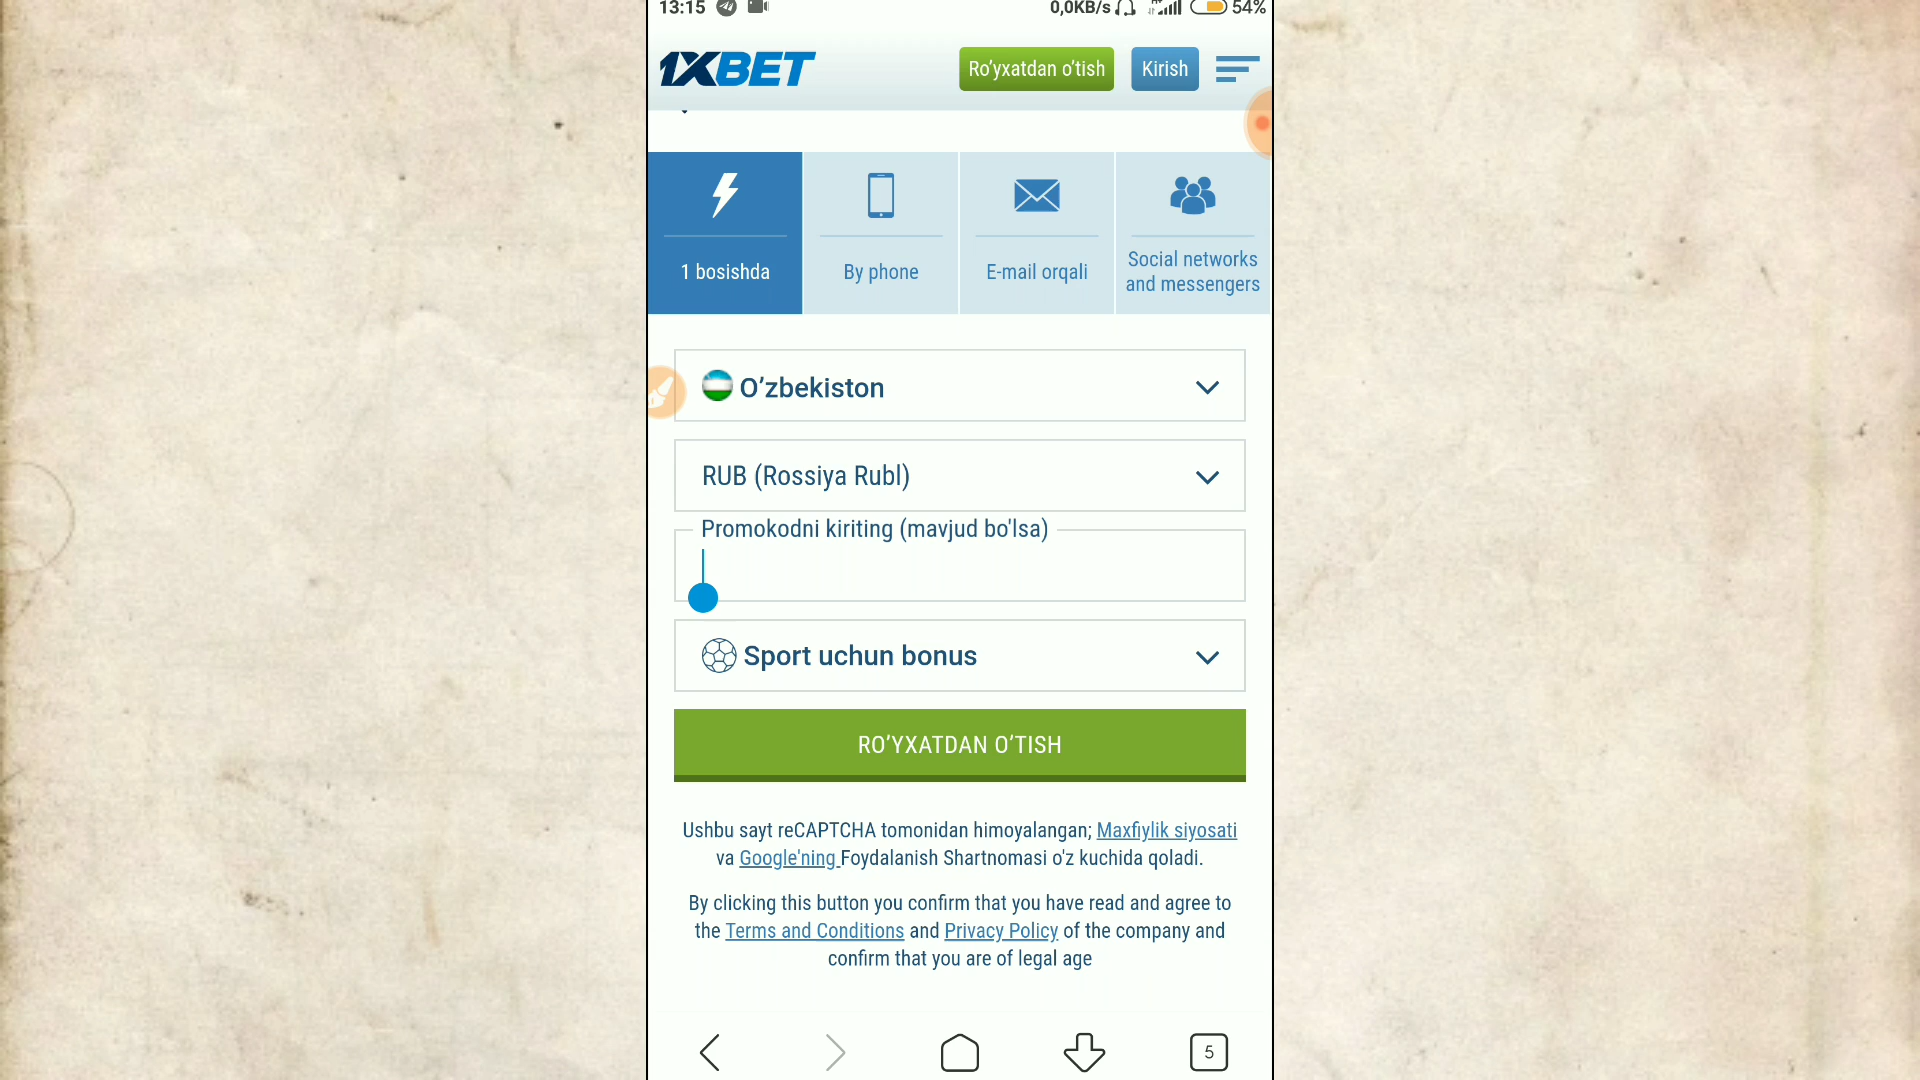 13:15 0,0KB/s 54%
1XBET Ro’yxatdan o’tish Kirish
1 bosishda
By phone
E-mail orqali
Social networks
and messengers
O’zbekiston
RUB (Rossiya Rubl)
Promokodni kiriting (mavjud bo'lsa)
Sport uchun bonus
RO’YXATDAN O’TISH
Ushbu sayt reCAPTCHA tomonidan himoyalangan; Maxfiylik siyosati
va Google'ning Foydalanish Shartnomasi o'z kuchida qoladi.
By clicking this button you confirm that you have read and agree to
the Terms and Conditions and Privacy Policy of the company and
confirm that you are of legal age
5